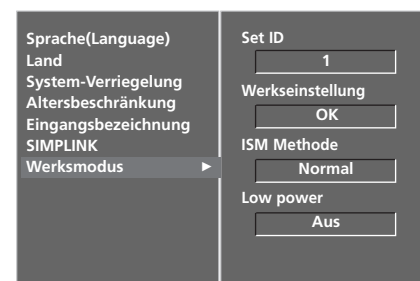 Sprache(Language)
Land
System-Verriegelung
Altersbeschränkung
Eingangsbezeichnung
SIMPLINK
Werksmodus ►
Set ID
1
Werkseinstellung
OK
ISM Methode
Normal
Low power
Aus